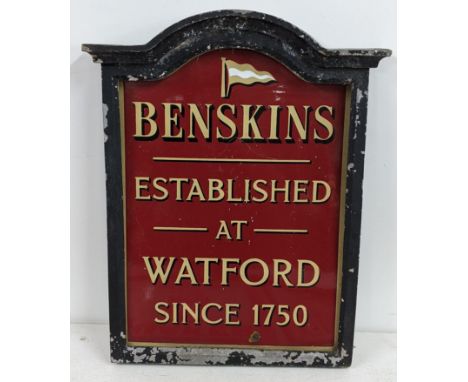 BENSKINS
ESTABLISHED
AT
WATFORD
SINCE 1750